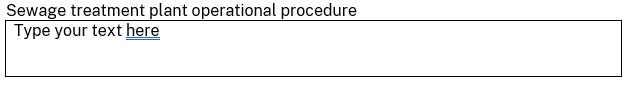 Sewage treatment plant operational procedure
Type your text here